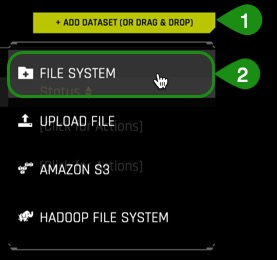 + ADD DATASET (OR DRAG & DROP)
1
FILE SYSTEM
2
Status
UPLOAD FILE
[Click for Actions]
AMAZON S3
[Click for Actions]
HADOOP FILE SYSTEM